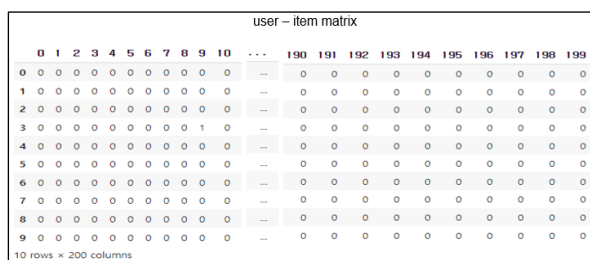 user – item matrix
0 1 2 3 4 5 6 7 8 9 10 ... 190 191 192 193 194 195 196 197 198 199
0 0 0 0 0 0 0 0 0 0 0 0 ... 0 0 0 0 0 0 0 0 0 0
1 0 0 0 0 0 0 0 0 0 0 0 ... 0 0 0 0 0 0 0 0 0 0
2 0 0 0 0 0 0 0 0 0 0 0 ... 0 0 0 0 0 0 0 0 0 0
3 0 0 0 0 0 0 0 0 0 1 0 ... 0 0 0 0 0 0 0 0 0 0
4 0 0 0 0 0 0 0 0 0 0 0 ... 0 0 0 0 0 0 0 0 0 0
5 0 0 0 0 0 0 0 0 0 0 0 ... 0 0 0 0 0 0 0 0 0 0
6 0 0 0 0 0 0 0 0 0 0 0 ... 0 0 0 0 0 0 0 0 0 0
7 0 0 0 0 0 0 0 0 0 0 0 ... 0 0 0 0 0 0 0 0 0 0
8 0 0 0 0 0 0 0 0 0 0 0 ... 0 0 0 0 0 0 0 0 0 0
9 0 0 0 0 0 0 0 0 0 0 0 ... 0 0 0 0 0 0 0 0 0 0
10 rows × 200 columns